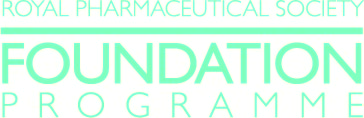 ROYAL PHARMACEUTICAL SOCIETY
FOUNDATION
PROGRAMME